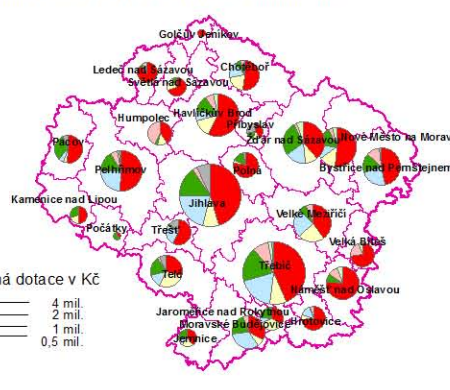 Golčův Jeníkov
Ledeč nad Sázavou
Chotěboř
Světlá nad Sázavou
Humpolec
Havlíčkův Brod
Přibyslav
Žďár nad Sázavou
Nové Město na Morav
Pacov
Pelhřimov
Polná
Bystřice nad Pernštejnem
Kamenice nad Lipou
Jihlava
Počátky
Třešť
Velké Meziříčí
Velká Bíteš
Telč
Třebíč
Náměšť nad Oslavou
ná dotace v Kč
4 mil.
2 mil.
1 mil.
0,5 mil.
Jaroměřice nad Rokytnou
Moravské Budějovice
Hrotovice
Jemnice